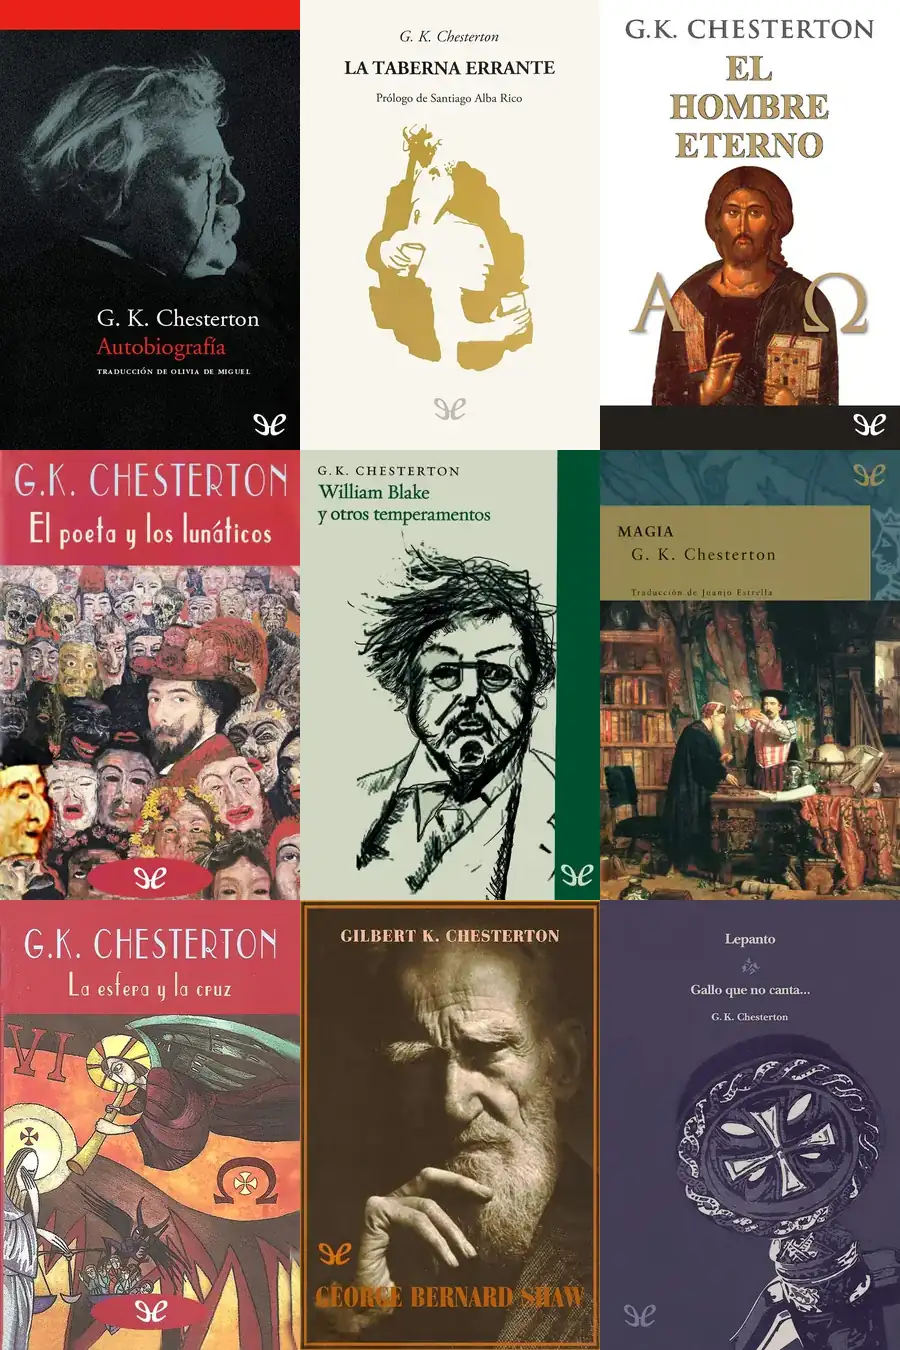 G. K. Chesterton
Autobiografía
TRADUCCIÓN DE OLIVIA DE MIGUEL
G. K. Chesterton
LA TABERNA ERRANTE
Prólogo de Santiago Alba Rico
G.K. CHESTERTON
EL
HOMBRE
ETERNO
Α Ω
G.K. CHESTERTON
El poeta y los lunáticos
G. K. CHESTERTON
William Blake
y otros temperamentos
MAGIA
G. K. Chesterton
Traducción de Juanjo Estrella
G.K. CHESTERTON
La esfera y la cruz
VI
Ω
GILBERT K. CHESTERTON
GEORGE BERNARD SHAW
Lepanto
Gallo que no canta...
G. K. Chesterton